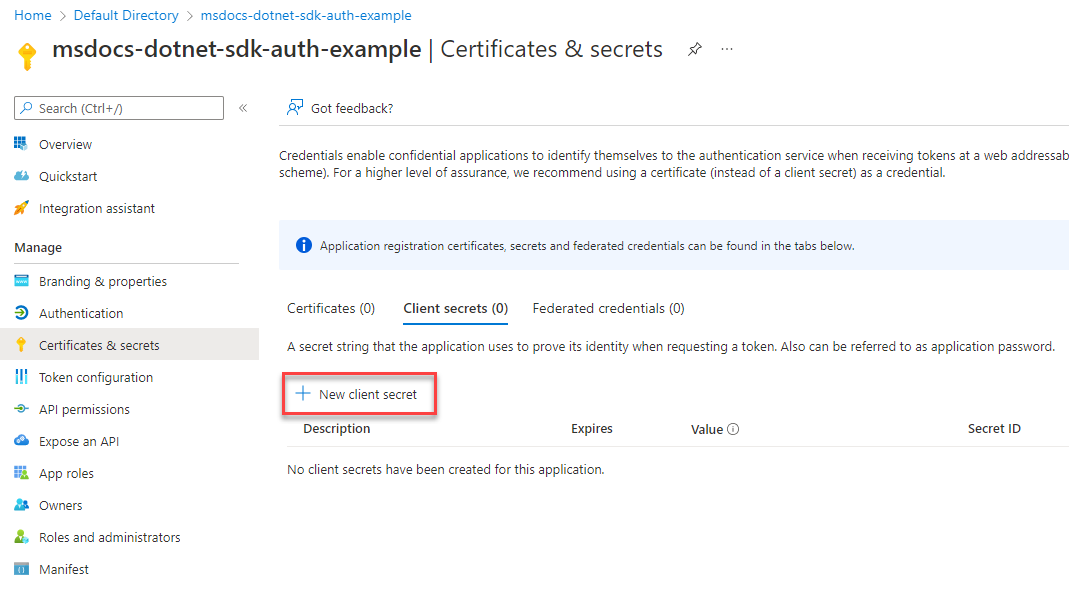 Home > Default Directory > msdocs-dotnet-sdk-auth-example
msdocs-dotnet-sdk-auth-example | Certificates & secrets
Search (Ctrl+/)
«
Got feedback?
Overview
Quickstart
Integration assistant
Manage
Branding & properties
Authentication
Certificates & secrets
Token configuration
API permissions
Expose an API
App roles
Owners
Roles and administrators
Manifest
Credentials enable confidential applications to identify themselves to the authentication service when receiving tokens at a web addressab
scheme). For a higher level of assurance, we recommend using a certificate (instead of a client secret) as a credential.
Application registration certificates, secrets and federated credentials can be found in the tabs below.
Certificates (0) Client secrets (0) Federated credentials (0)
A secret string that the application uses to prove its identity when requesting a token. Also can be referred to as application password.
New client secret
Description Expires Value Secret ID
No client secrets have been created for this application.